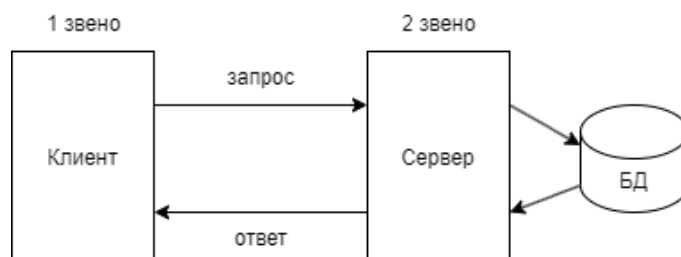 1 звено
2 звено
запрос
Клиент
Сервер
БД
ответ